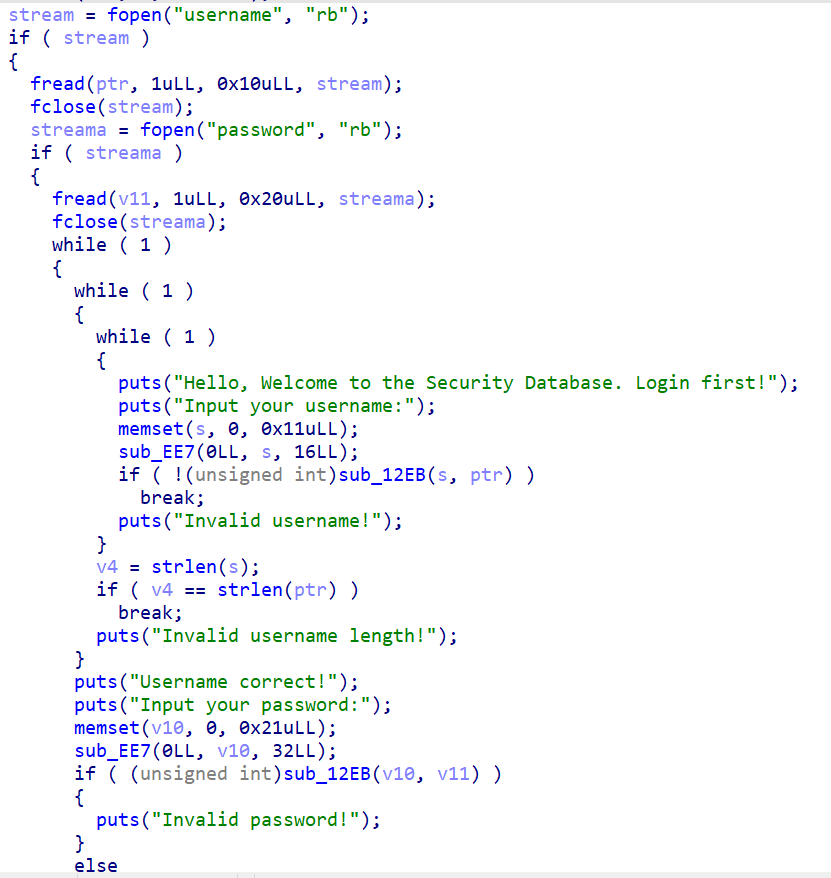 stream = fopen("username", "rb");
if ( stream )
{
fread(ptr, 1uLL, 0x10uLL, stream);
fclose(stream);
streama = fopen("password", "rb");
if ( streama )
{
fread(v11, 1uLL, 0x20uLL, streama);
fclose(streama);
while ( 1 )
{
while ( 1 )
{
while ( 1 )
{
puts("Hello, Welcome to the Security Database. Login first!");
puts("Input your username:");
memset(s, 0, 0x11uLL);
sub_EE7(0LL, s, 16LL);
if ( !(unsigned int)sub_12EB(s, ptr) )
break;
puts("Invalid username!");
}
v4 = strlen(s);
if ( v4 == strlen(ptr) )
break;
puts("Invalid username length!");
}
puts("Username correct!");
puts("Input your password:");
memset(v10, 0, 0x21uLL);
sub_EE7(0LL, v10, 32LL);
if ( (unsigned int)sub_12EB(v10, v11) )
{
puts("Invalid password!");
}
else